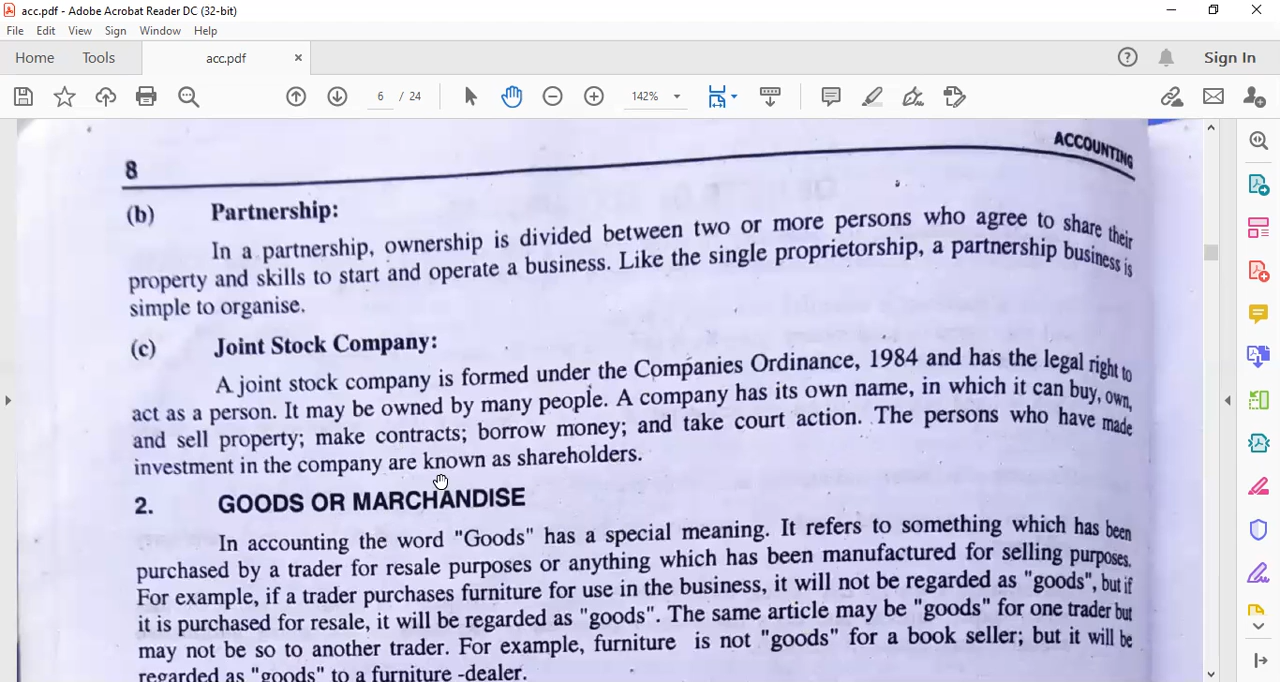 acc.pdf - Adobe Acrobat Reader DC (32-bit)
File Edit View Sign Window Help
Home Tools acc.pdf × Sign In
6 / 24 142%
8 ACCOUNTING
(b) Partnership:
In a partnership, ownership is divided between two or more persons who agree to share their
property and skills to start and operate a business. Like the single proprietorship, a partnership business is
simple to organise.
(c) Joint Stock Company:
A joint stock company is formed under the Companies Ordinance, 1984 and has the legal right to
act as a person. It may be owned by many people. A company has its own name, in which it can buy, own,
and sell property; make contracts; borrow money; and take court action. The persons who have made
investment in the company are known as shareholders.
2. GOODS OR MARCHANDISE
In accounting the word "Goods" has a special meaning. It refers to something which has been
purchased by a trader for resale purposes or anything which has been manufactured for selling purposes.
For example, if a trader purchases furniture for use in the business, it will not be regarded as "goods", but if
it is purchased for resale, it will be regarded as "goods". The same article may be "goods" for one trader but
may not be so to another trader. For example, furniture is not "goods" for a book seller; but it will be
regarded as "goods" to a furniture -dealer.